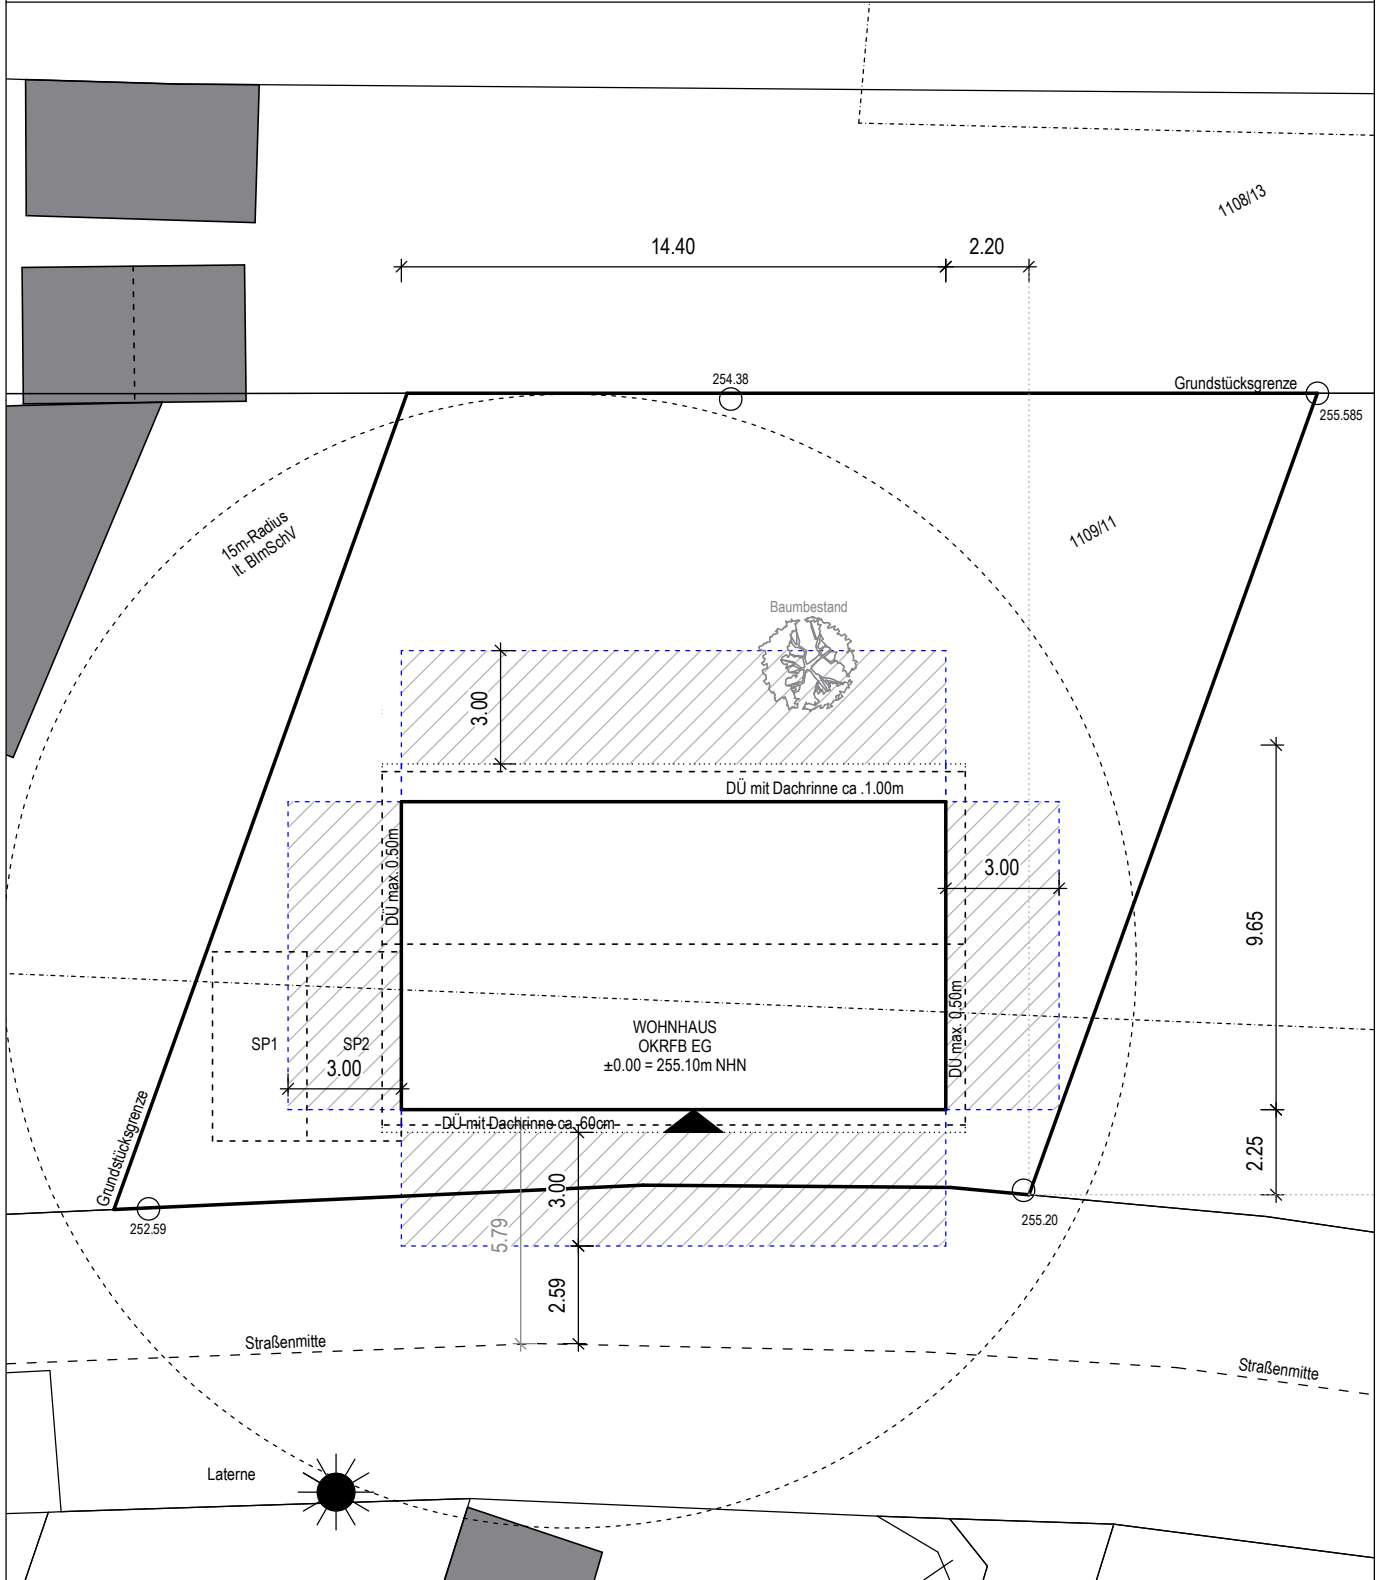 1108/13
14.40
2.20
254.38
Grundstücksgrenze
255.585
15m-Radius
lt. BImSchV
1109/11
Baumbestand
3.00
DÜ mit Dachrinne ca .1.00m
DÜ max. 0.50m
3.00
9.65
WOHNHAUS
OKRFB EG
±0.00 = 255.10m NHN
DÜ max. 0.50m
SP1
SP2
3.00
Grundstücksgrenze
DÜ mit Dachrinne ca. 60cm
2.25
3.00
252.59
255.20
5.79
2.59
Straßenmitte
Straßenmitte
Laterne